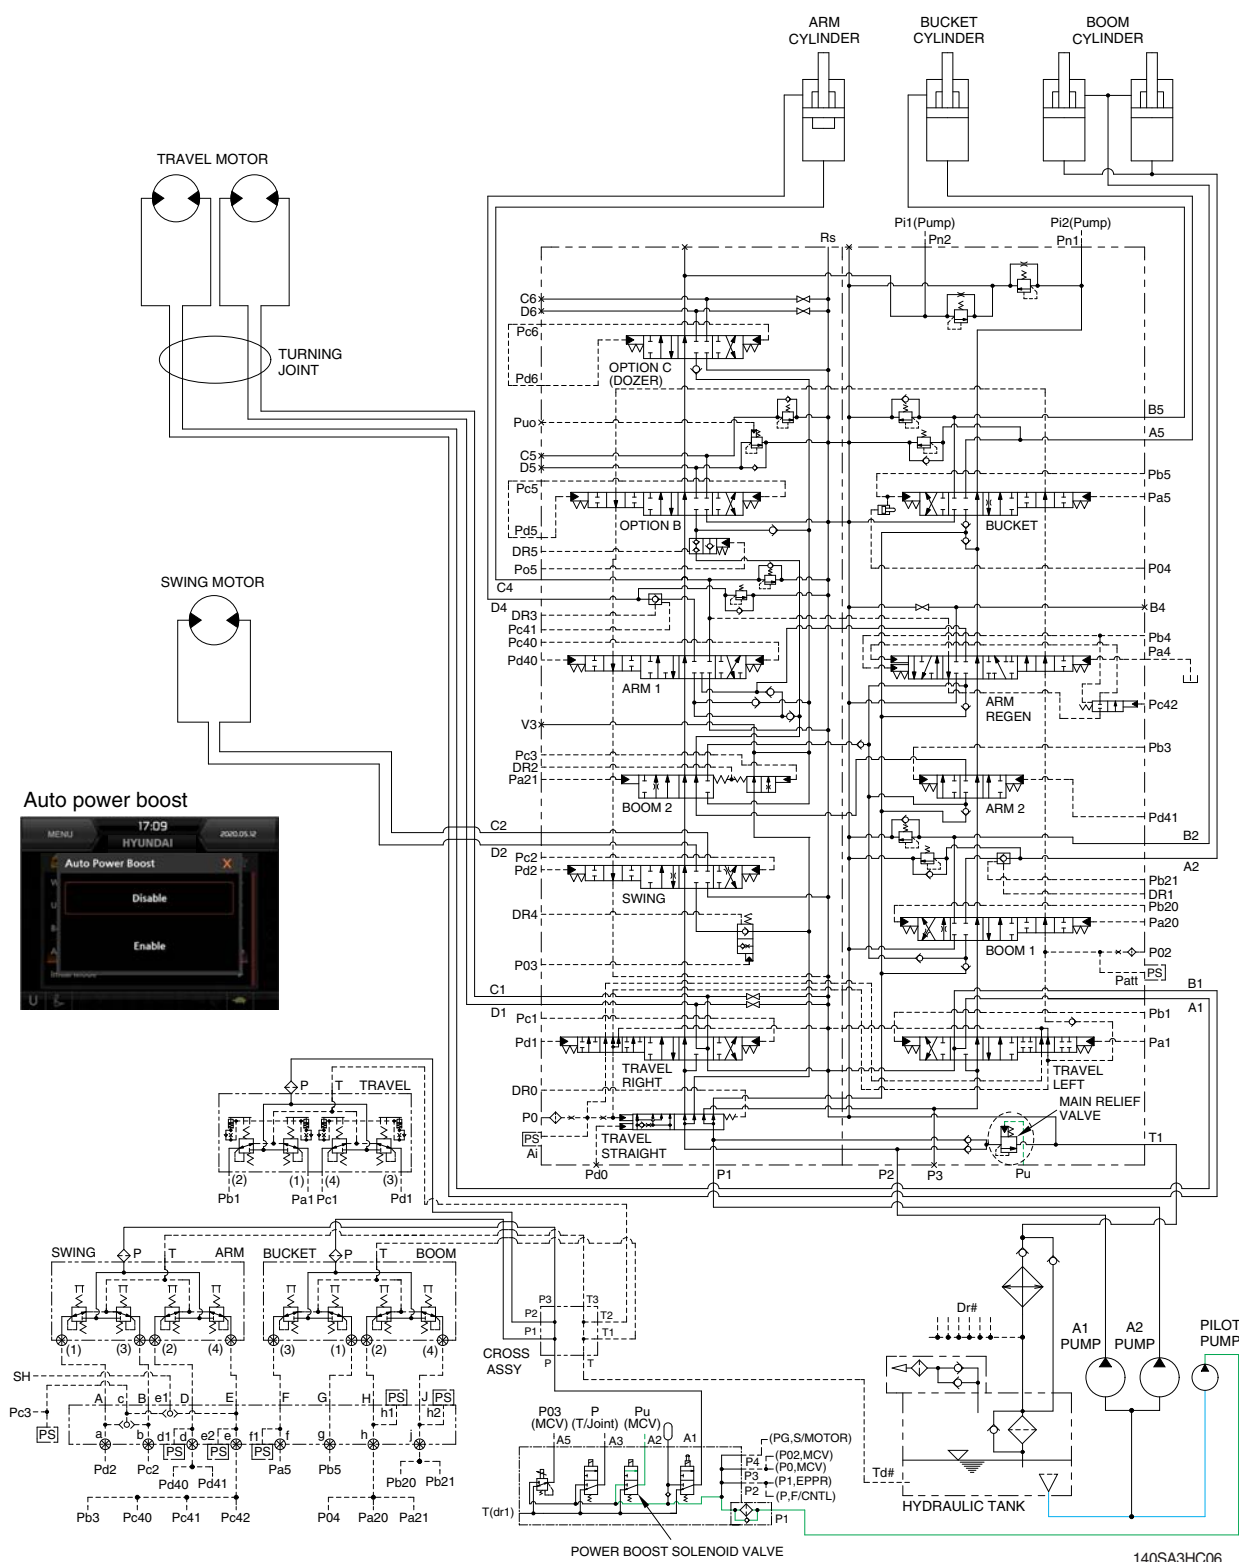 ARM
CYLINDER
BUCKET
CYLINDER
BOOM
CYLINDER
TRAVEL MOTOR
Pi1(Pump)
Pn2
Pi2(Pump)
Pn1
Rs
C6
D6
Pc6
OPTION C
(DOZER)
Pd6
TURNING
JOINT
Puo
B5
A5
C5
D5
Pc5
Pb5
Pa5
OPTION B
BUCKET
Pd5
DR5
Po5
P04
SWING MOTOR
C4
D4
DR3
Pc41
Pc40
Pd40
B4
Pb4
Pa4
ARM 1
ARM
REGEN
Pc42
V3
Pc3
DR2
Pa21
Pb3
BOOM 2
ARM 2
Pd41
Auto power boost
MENU
17:09
HYUNDAI
2020.05.12
Auto Power Boost
X
Disable
Enable
U
C2
D2
Pc2
Pd2
B2
A2
SWING
Pb21
DR1
Pb20
Pa20
DR4
BOOM 1
P03
P02
PS
Patt
C1
D1
B1
A1
Pc1
Pd1
Pb1
Pa1
TRAVEL
RIGHT
TRAVEL
LEFT
DR0
P0
PS
Ai
TRAVEL
STRAIGHT
MAIN RELIEF
VALVE
T1
Pd0
P1
P2
P3
Pu
P
T
TRAVEL
(2)
(1)
(4)
(3)
Pb1
Pa1
Pc1
Pd1
SWING
P
T
ARM
BUCKET
P
T
BOOM
(1)
(3)
(2)
(4)
(3)
(1)
(2)
(4)
P3
P2
P1
T3
T2
T1
CROSS
ASSY
P
T
Dr#
A1
PUMP
A2
PUMP
PILOT
PUMP
SH
A
c
B
e1
D
E
F
G
H
PS
J
PS
h1
h2
Pc3
PS
a
b
d1
d
e2
e
f1
f
g
h
j
PS
PS
PS
Pd2
Pc2
Pd40
Pd41
Pa5
Pb5
Pb20
Pb21
Pb3
Pc40
Pc41
Pc42
P04
Pa20
Pa21
P03
(MCV)
P
(T/Joint)
Pu
(MCV)
A5
A3
A2
A1
(PG,S/MOTOR)
P4
(P02,MCV)
(P0,MCV)
P3
(P1,EPPR)
P2
(P,F/CNTL)
P1
T(dr1)
Td#
HYDRAULIC TANK
POWER BOOST SOLENOID VALVE
140SA3HC06